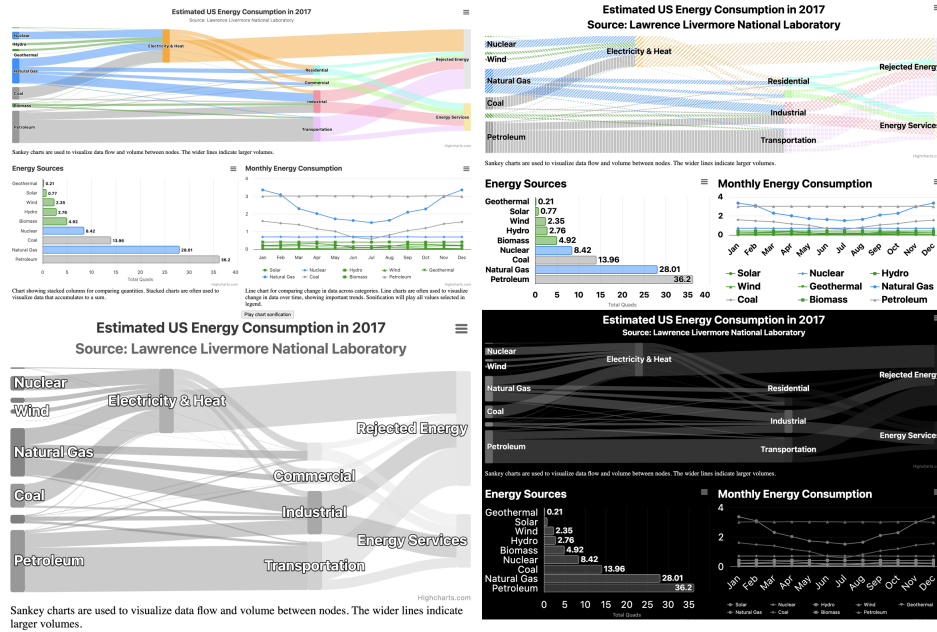 Estimated US Energy Consumption in 2017
Source: Lawrence Livermore National Laboratory
Nuclear
Hydro
Geothermal
Natural Gas
Coal
Biomass
Petroleum
Electricity & Heat
Residential
Commercial
Industrial
Transportation
Rejected Energy
Energy Services
Highcharts.com
Sankey charts are used to visualize data flow and volume between nodes. The wider lines indicate larger volumes.
Energy Sources
Geothermal 0.21
Solar 0.77
Wind 2.35
Hydro 2.76
Biomass 4.92
Nuclear 8.42
Coal 13.96
Natural Gas 28.01
Petroleum 36.2
0 5 10 15 20 25 30 35 40
Total Quads
Chart showing stacked columns for comparing quantities. Stacked charts are often used to
visualize data that accumulates to a sum.
Monthly Energy Consumption
4
3
2
1
0
Jan Feb Mar Apr May Jun Jul Aug Sep Oct Nov Dec
Solar Nuclear Hydro Wind Geothermal
Natural Gas Coal Biomass Petroleum
Line chart for comparing change in data across categories. Line charts are often used to visualize
change in data over time, showing important trends. Sonification will play all values selected in
legend.
Play chart sonification
Estimated US Energy Consumption in 2017
Source: Lawrence Livermore National Laboratory
Nuclear
Wind
Natural Gas
Coal
Petroleum
Electricity & Heat
Residential
Industrial
Transportation
Rejected Energy
Energy Services
Highcharts.com
Sankey charts are used to visualize data flow and volume between nodes. The wider lines indicate larger volumes.
Energy Sources
Geothermal 0.21
Solar 0.77
Wind 2.35
Hydro 2.76
Biomass 4.92
Nuclear 8.42
Coal 13.96
Natural Gas 28.01
Petroleum 36.2
0 5 10 15 20 25 30 35 40
Total Quads
Monthly Energy Consumption
4
2
0
Jan Feb Mar Apr May Jun Jul Aug Sep Oct Nov Dec
Solar Nuclear Hydro
Wind Geothermal Natural Gas
Coal Biomass Petroleum
Estimated US Energy Consumption in 2017
Source: Lawrence Livermore National Laboratory
Nuclear
Wind
Natural Gas
Coal
Petroleum
Electricity & Heat
Commercial
Industrial
Transportation
Rejected Energy
Energy Services
Highcharts.com
Sankey charts are used to visualize data flow and volume between nodes. The wider lines indicate
larger volumes.
Estimated US Energy Consumption in 2017
Source: Lawrence Livermore National Laboratory
Nuclear
Wind
Natural Gas
Coal
Petroleum
Electricity & Heat
Residential
Industrial
Transportation
Rejected Energy
Energy Services
Sankey charts are used to visualize data flow and volume between nodes. The wider lines indicate larger volumes.
Energy Sources
Geothermal 0.21
Solar
Wind 2.35
Hydro 2.76
Biomass 4.92
Nuclear 8.42
Coal 13.96
Natural Gas 28.01
Petroleum 36.2
0 5 10 15 20 25 30 35
Total Quads
Monthly Energy Consumption
4
2
0
Jan Feb Mar Apr May Jun Jul Aug Sep Oct Nov Dec
Solar Nuclear Hydro Wind Geothermal
Natural Gas Coal Biomass Petroleum